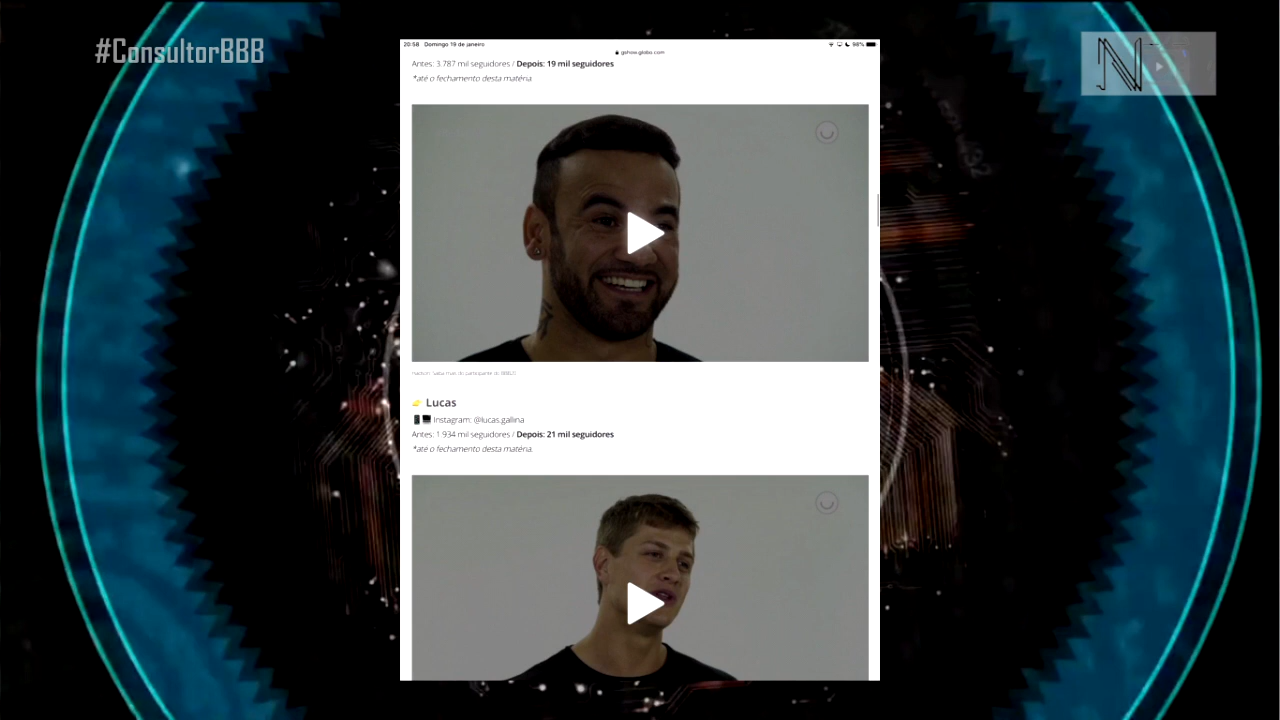 #ConsultorBBB
20:58 Domingo 19 de janeiro
98%
gshow.globo.com
Antes: 3.787 mil seguidores / Depois: 19 mil seguidores
*até o fechamento desta matéria.
Lucas
Instagram: @lucas.gallina
Antes: 1.934 mil seguidores / Depois: 21 mil seguidores
*até o fechamento desta matéria.